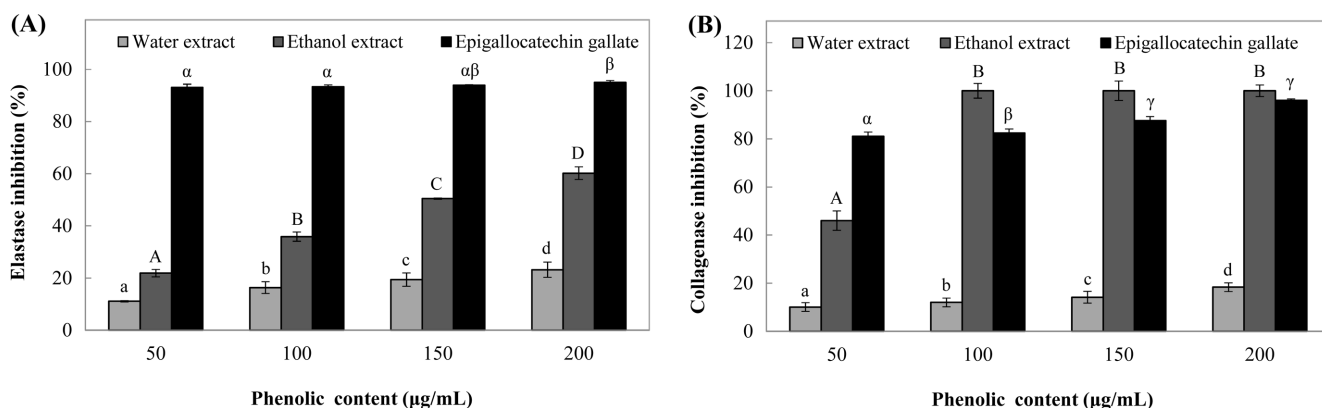 (A)
Water extract Ethanol extract Epigallocatechin gallate
Elastase inhibition (%)
100
80
60
40
20
0
α α αβ β
A B C D
a b c d
50 100 150 200
Phenolic content (µg/mL)
(B)
Water extract Ethanol extract Epigallocatechin gallate
Collagenase inhibition (%)
120
100
80
60
40
20
0
B B B
α β γ γ
A
a b c d
50 100 150 200
Phenolic content (µg/mL)